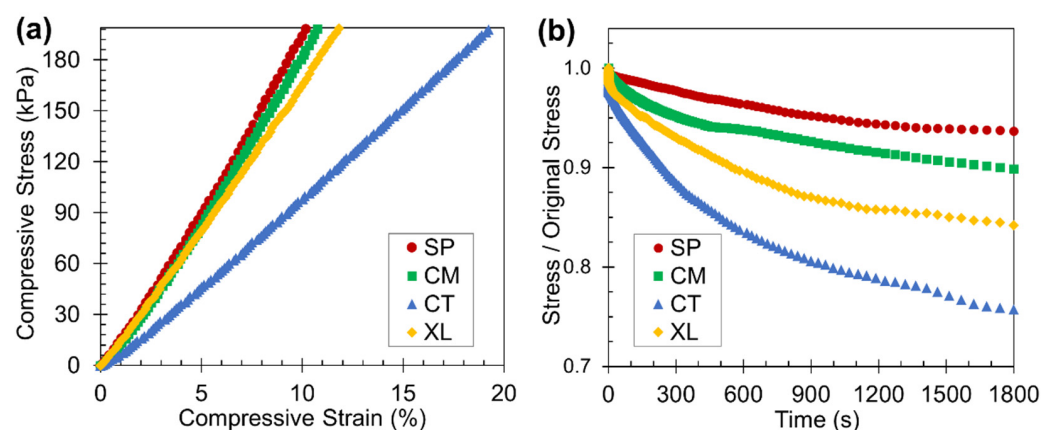 (a)
Compressive Stress (kPa)
180
150
120
90
60
30
0
0 5 10 15 20
Compressive Strain (%)
SP
CM
CT
XL
(b)
Stress / Original Stress
1.0
0.9
0.8
0.7
0 300 600 900 1200 1500 1800
Time (s)
SP
CM
CT
XL